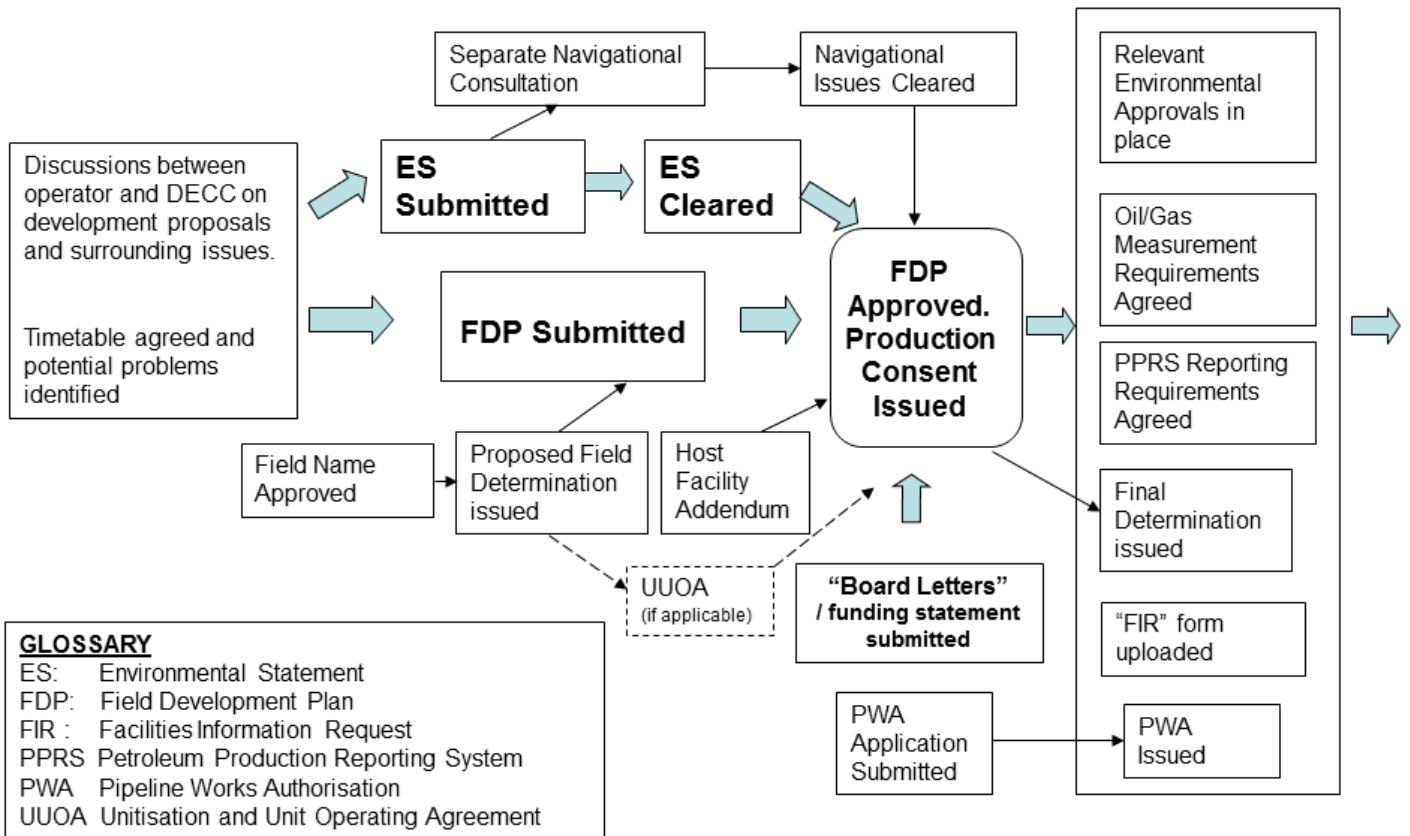 Separate Navigational
Consultation
Navigational
Issues Cleared
Relevant
Environmental
Approvals in
place
Discussions between
operator and DECC on
development proposals
and surrounding issues.
Timetable agreed and
potential problems
identified
ES
Submitted
ES
Cleared
Oil/Gas
Measurement
Requirements
Agreed
FDP Submitted
FDP
Approved.
Production
Consent
Issued
PPRS Reporting
Requirements
Agreed
Field Name
Approved
Proposed Field
Determination
issued
Host
Facility
Addendum
Final
Determination
issued
UUOA
(if applicable)
“Board Letters”
/ funding statement
submitted
“FIR” form
uploaded
PWA
Application
Submitted
PWA
Issued
GLOSSARY
ES: Environmental Statement
FDP: Field Development Plan
FIR : Facilities Information Request
PPRS Petroleum Production Reporting System
PWA Pipeline Works Authorisation
UUOA Unitisation and Unit Operating Agreement